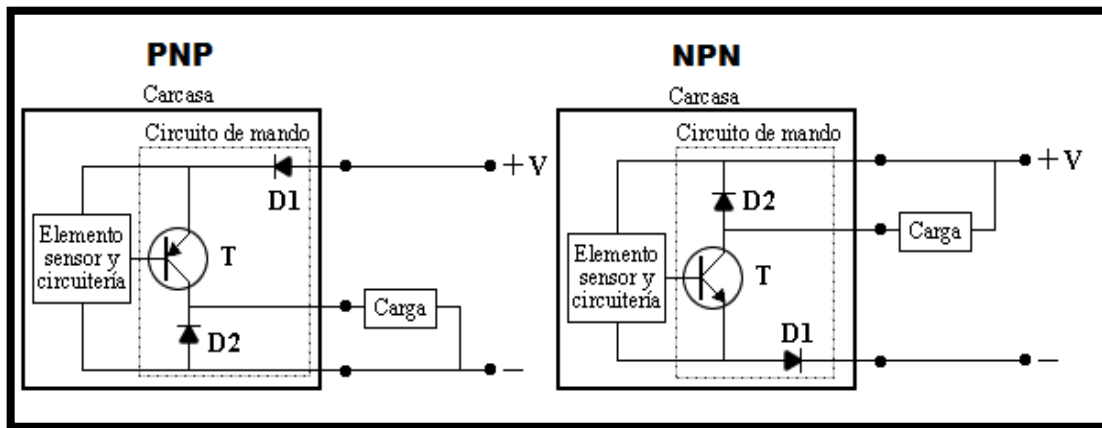 PNP
Carcasa
Circuito de mando
D1
+V
Elemento
sensor y
circuitería
T
Carga
D2
−
NPN
Carcasa
Circuito de mando
+V
D2
Carga
Elemento
sensor y
circuitería
T
D1
−